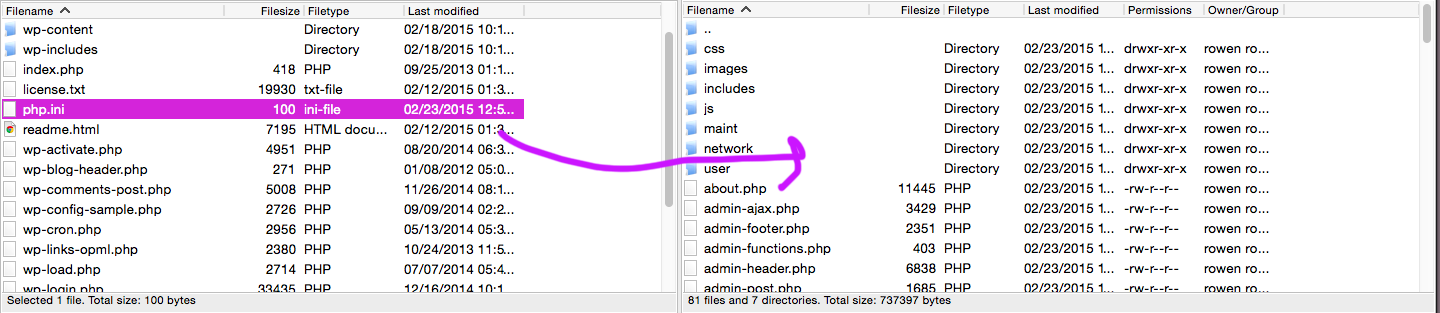 Filename Filesize Filetype Last modified
wp-content Directory 02/18/2015 10:1...
wp-includes Directory 02/18/2015 10:1...
index.php 418 PHP 09/25/2013 01:1...
license.txt 19930 txt-file 02/12/2015 01:3...
php.ini 100 ini-file 02/23/2015 12:5...
readme.html 7195 HTML docu... 02/12/2015 01:3...
wp-activate.php 4951 PHP 08/20/2014 06:3...
wp-blog-header.php 271 PHP 01/08/2012 05:0...
wp-comments-post.php 5008 PHP 11/26/2014 08:1...
wp-config-sample.php 2726 PHP 09/09/2014 02:2...
wp-cron.php 2956 PHP 05/13/2014 05:3...
wp-links-opml.php 2380 PHP 10/24/2013 11:5...
wp-load.php 2714 PHP 07/07/2014 05:4...
wp-login.php 33435 PHP 12/16/2014 10:1...
Selected 1 file. Total size: 100 bytes
Filename Filesize Filetype Last modified Permissions Owner/Group
..
css Directory 02/23/2015 1... drwxr-xr-x rowen ro...
images Directory 02/23/2015 1... drwxr-xr-x rowen ro...
includes Directory 02/23/2015 1... drwxr-xr-x rowen ro...
js Directory 02/23/2015 1... drwxr-xr-x rowen ro...
maint Directory 02/23/2015 1... drwxr-xr-x rowen ro...
network Directory 02/23/2015 1... drwxr-xr-x rowen ro...
user Directory 02/23/2015 1... drwxr-xr-x rowen ro...
about.php 11445 PHP 02/23/2015 1... -rw-r--r-- rowen ro...
admin-ajax.php 3429 PHP 02/23/2015 1... -rw-r--r-- rowen ro...
admin-footer.php 2351 PHP 02/23/2015 1... -rw-r--r-- rowen ro...
admin-functions.php 403 PHP 02/23/2015 1... -rw-r--r-- rowen ro...
admin-header.php 6838 PHP 02/23/2015 1... -rw-r--r-- rowen ro...
admin-post.php 1685 PHP 02/23/2015 1... -rw-r--r-- rowen ro...
81 files and 7 directories. Total size: 737397 bytes